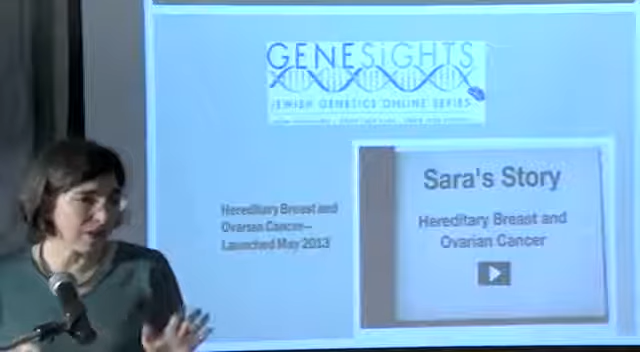 GENESiGHTS
JEWISH GENETICS ONLINE SERIES
Hereditary Breast and
Ovarian Cancer–
Launched May 2013
Sara's Story
Hereditary Breast and
Ovarian Cancer